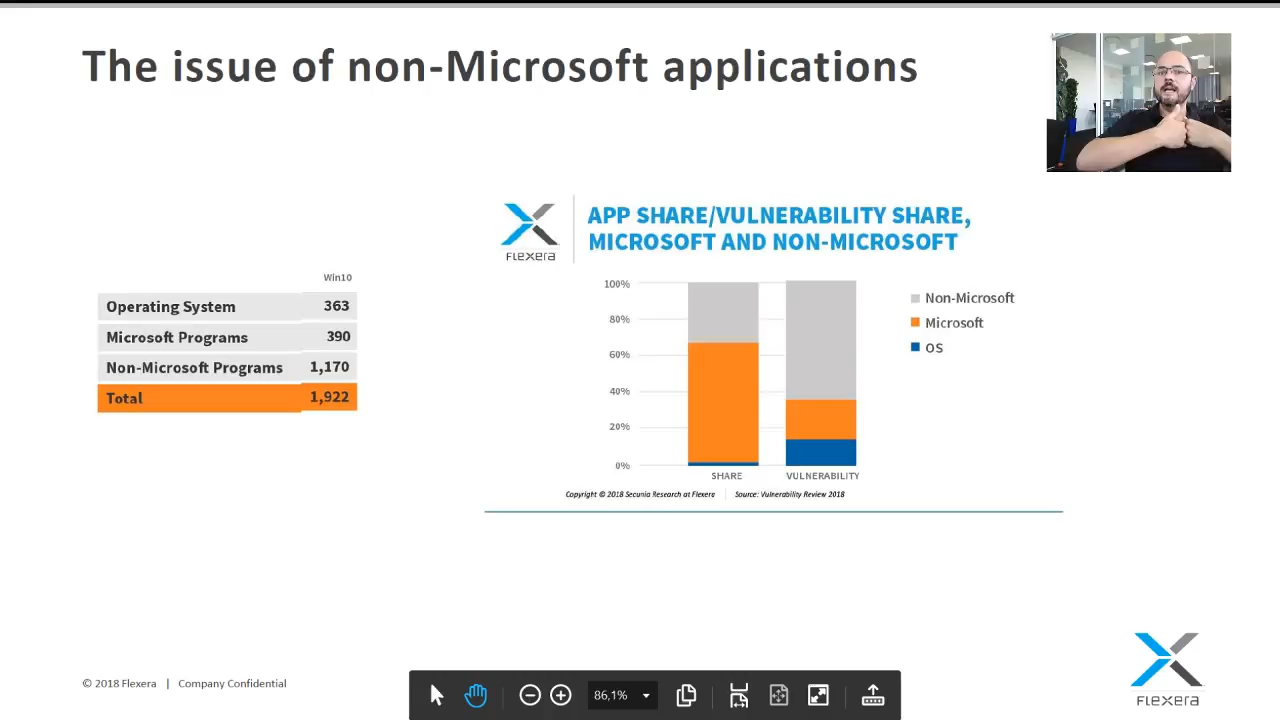 The issue of non-Microsoft applications
Win10
Operating System 363
Microsoft Programs 390
Non-Microsoft Programs 1,170
Total 1,922
FLEXERA
APP SHARE/VULNERABILITY SHARE,
MICROSOFT AND NON-MICROSOFT
100%
80%
60%
40%
20%
0%
SHARE
VULNERABILITY
Non-Microsoft
Microsoft
OS
Copyright © 2018 Secunia Research at Flexera | Source: Vulnerability Review 2018
© 2018 Flexera | Company Confidential
86,1%
FLEXERA